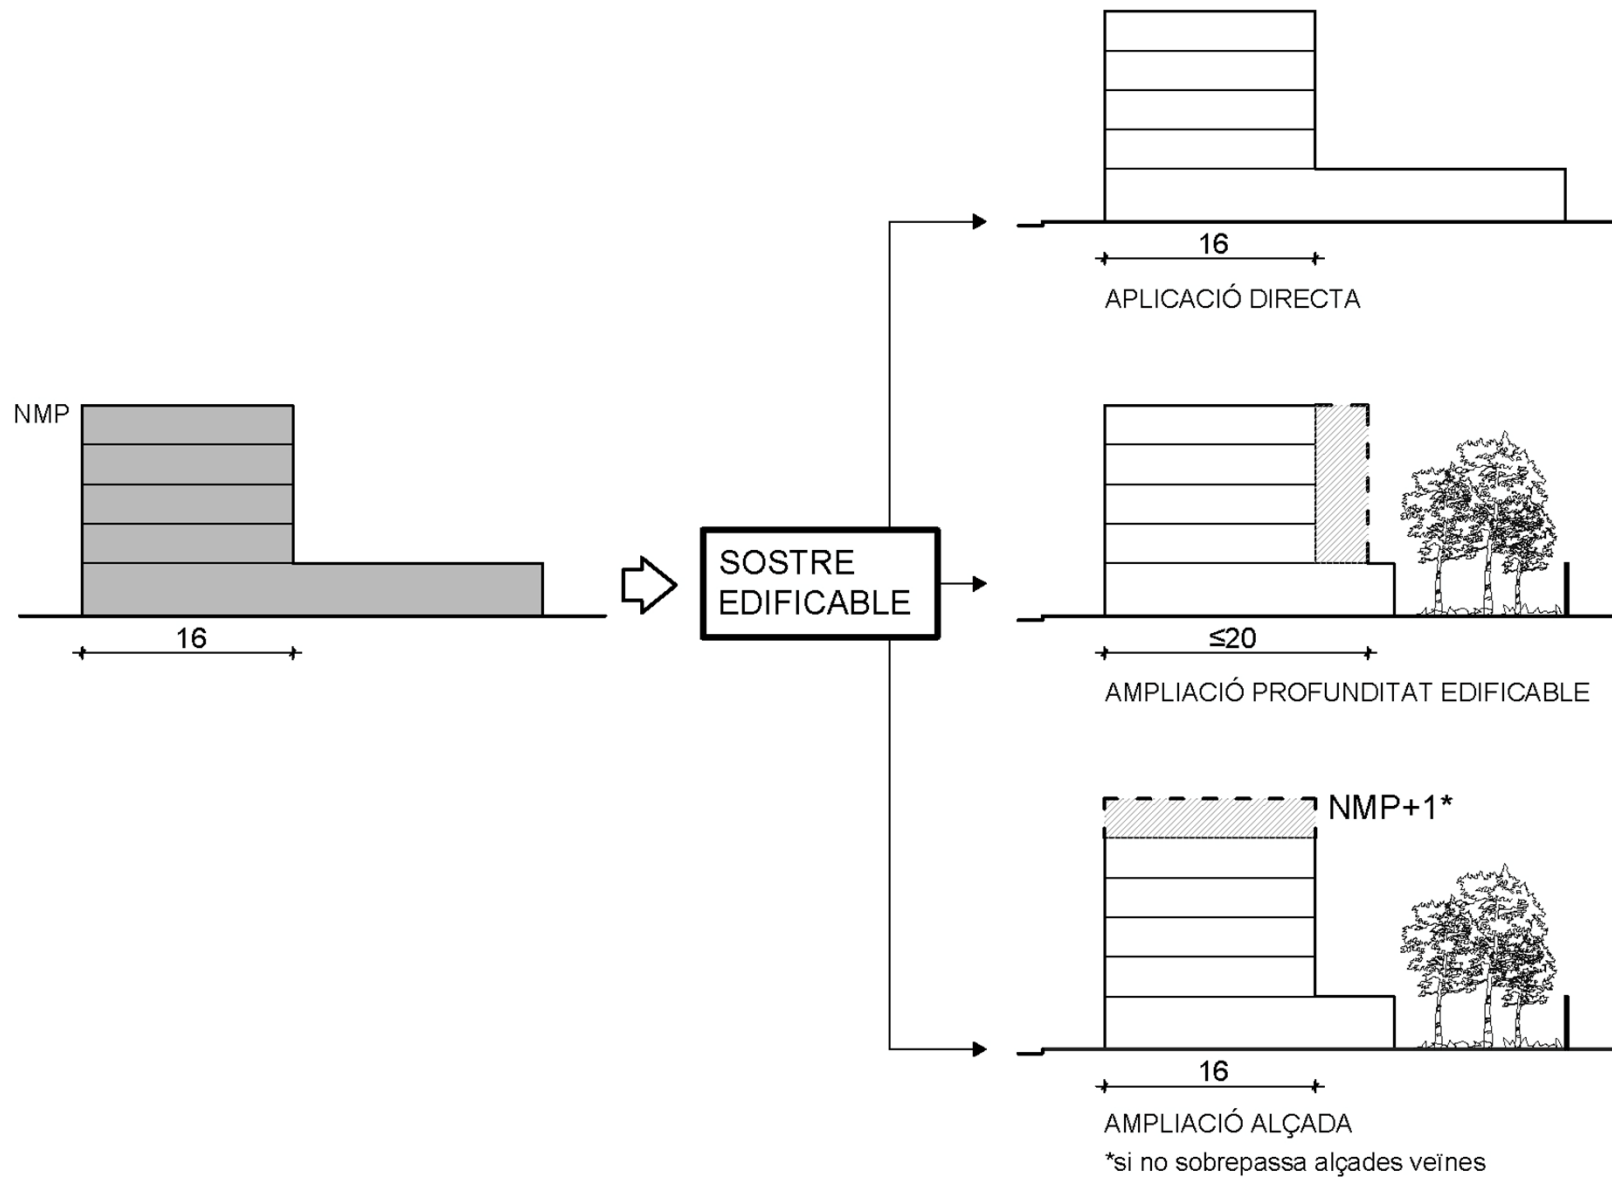 NMP
16
SOSTRE
EDIFICABLE
16
APLICACIÓ DIRECTA
≤20
AMPLIACIÓ PROFUNDITAT EDIFICABLE
NMP+1*
16
AMPLIACIÓ ALÇADA
*si no sobrepassa alçades veïnes